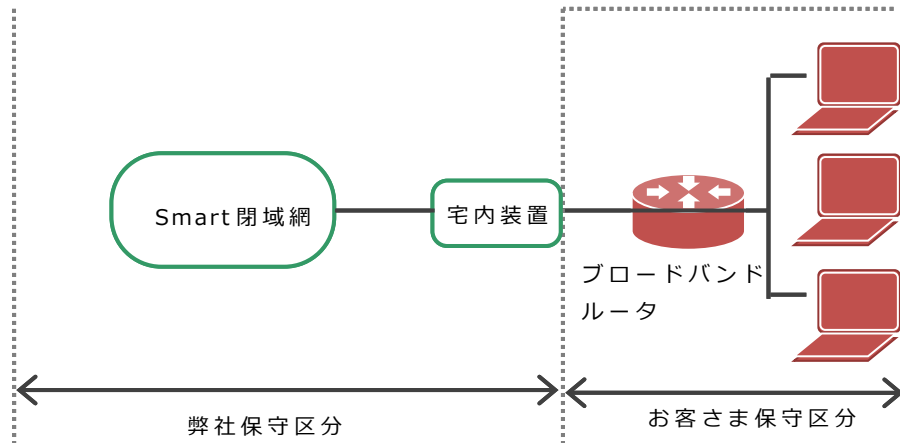 Smart閉域網
宅内装置
ブロードバンド
ルータ
弊社保守区分
お客さま保守区分